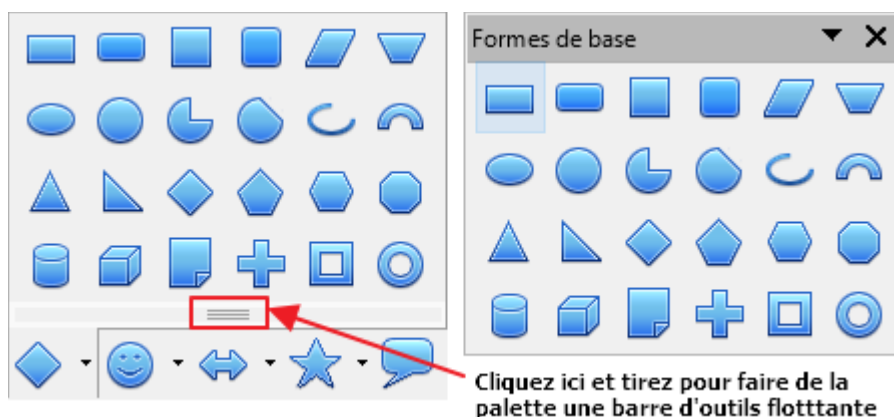 Formes de base
Cliquez ici et tirez pour faire de la
palette une barre d'outils flotttante